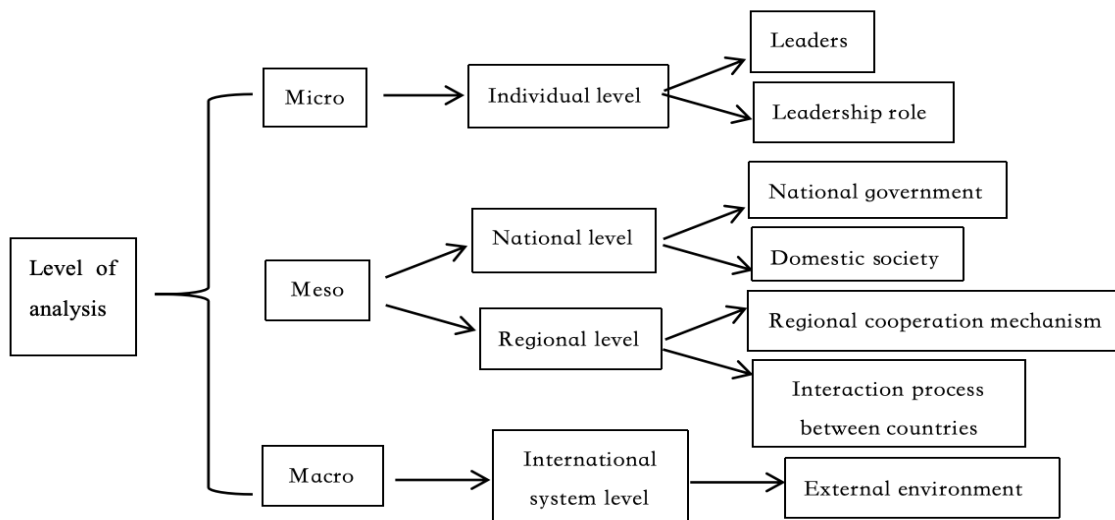 Level of
analysis
Micro
Individual level
Leaders
Leadership role
Meso
National level
National government
Domestic society
Regional level
Regional cooperation mechanism
Interaction process
between countries
Macro
International
system level
External environment